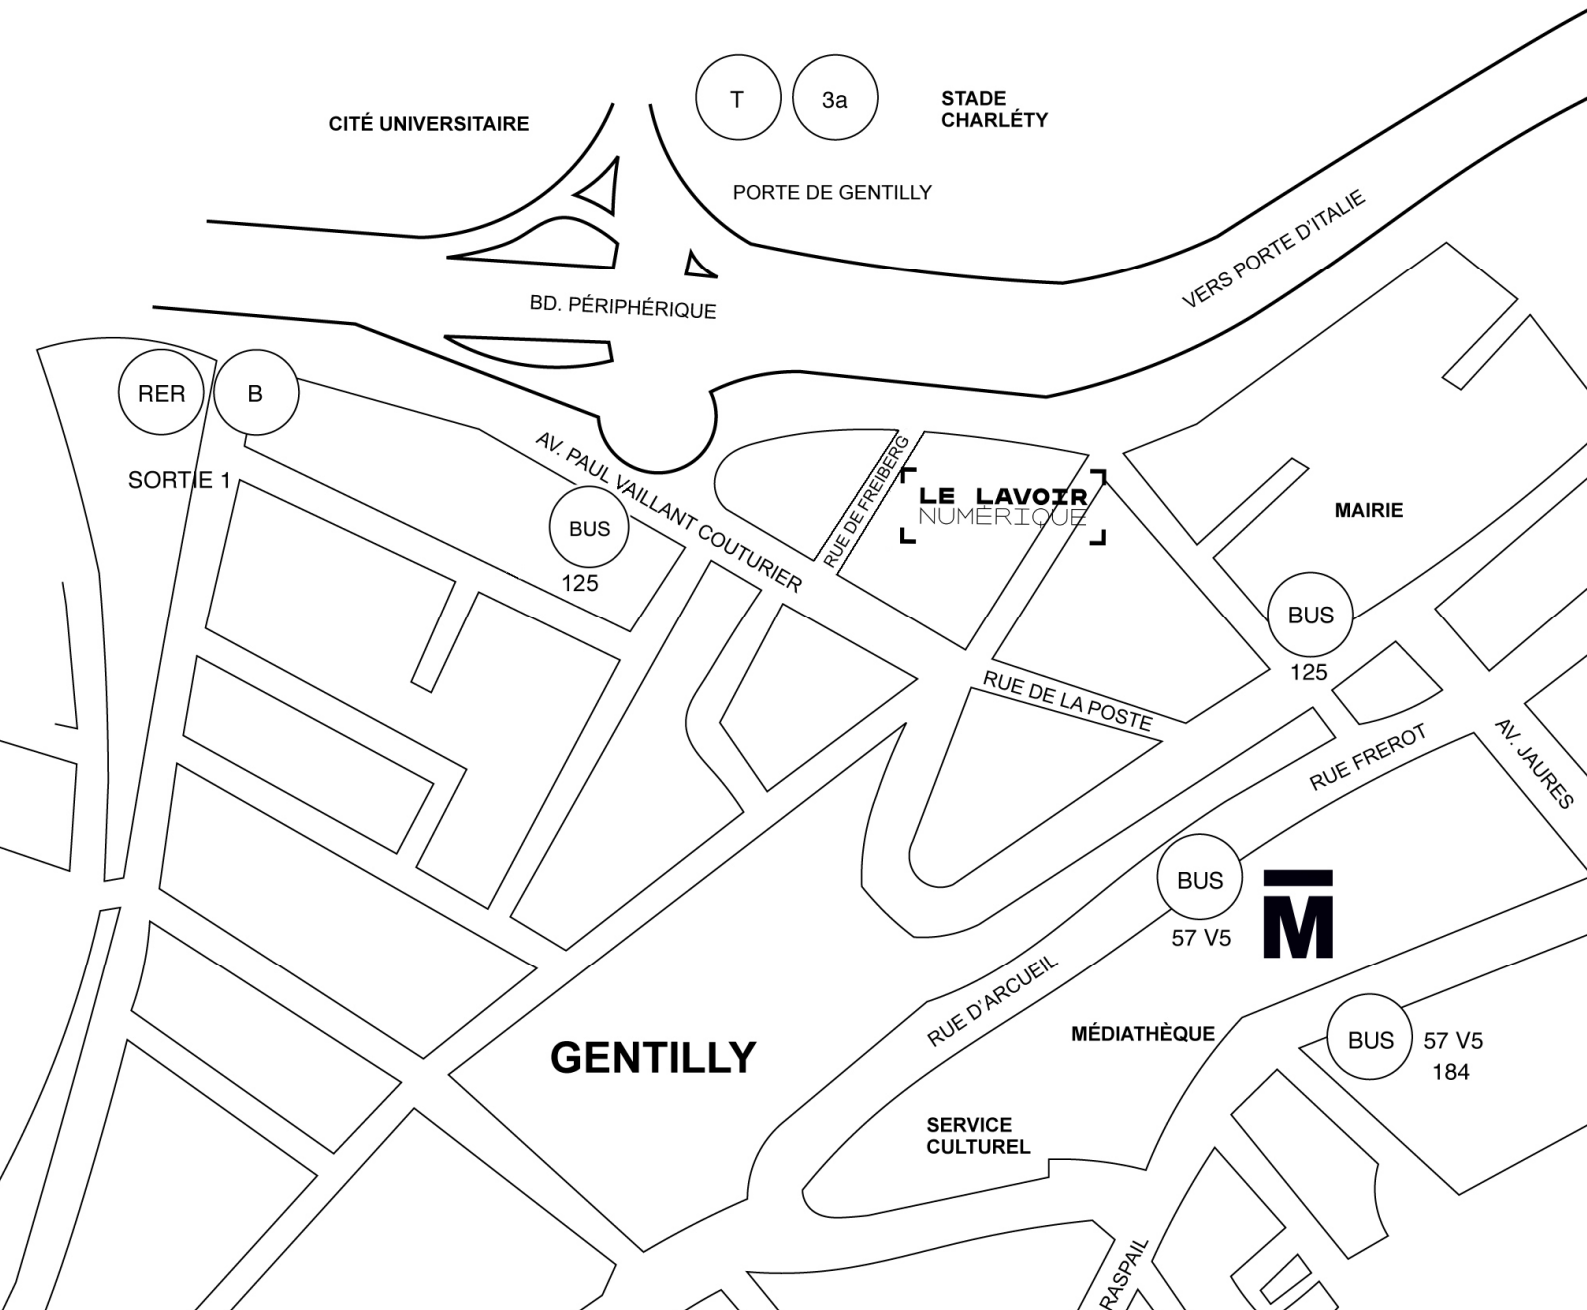 T
3a
STADE
CHARLÉTY
CITÉ UNIVERSITAIRE
PORTE DE GENTILLY
VERS PORTE D'ITALIE
BD. PÉRIPHÉRIQUE
RER
B
SORTIE 1
AV. PAUL VAILLANT COUTURIER
BUS
125
RUE DE FREIBERG
LE LAVOIR
NUMÉRIQUE
MAIRIE
BUS
125
RUE DE LA POSTE
RUE FREROT
AV. JAURES
BUS
57 V5
M
RUE D'ARCUEIL
GENTILLY
MÉDIATHÈQUE
BUS
57 V5
184
SERVICE
CULTUREL
RASPAIL